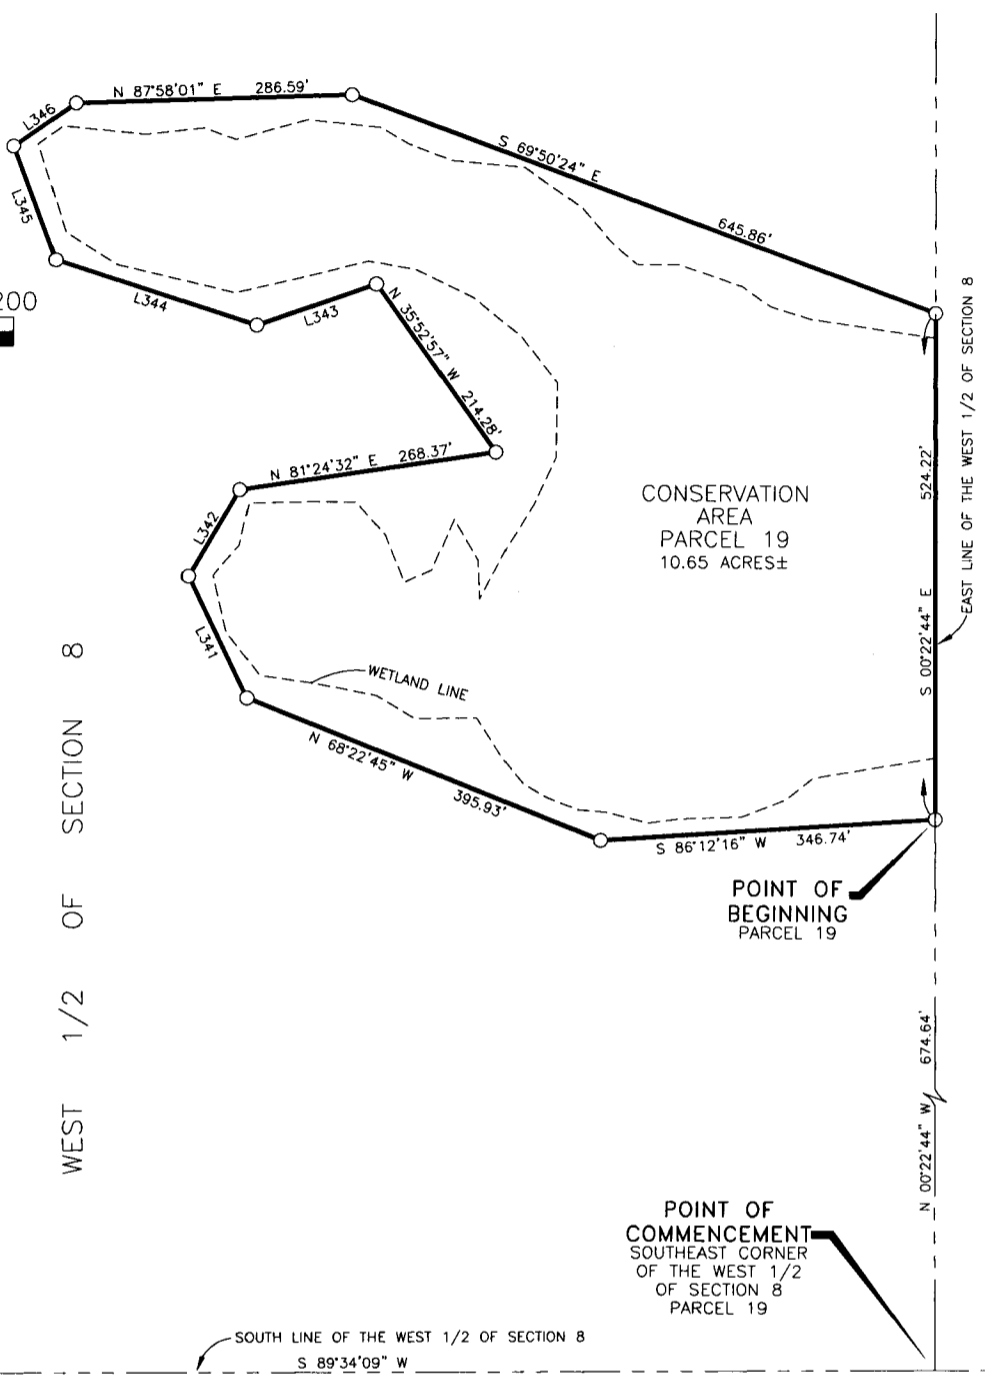 N 87°58'01" E 286.59'
L346
S 69°50'24" E
645.86'
L345
L344
L343
200
N 35°52'57" W 214.28'
EAST LINE OF THE WEST 1/2 OF SECTION 8
N 81°24'32" E 268.37'
L342
CONSERVATION
AREA
PARCEL 19
10.65 ACRES±
S 00°22'44" E 524.22'
L341
WETLAND LINE
N 68°22'45" W
395.93'
S 86°12'16" W 346.74'
POINT OF
BEGINNING
PARCEL 19
WEST 1/2 OF SECTION 8
N 00°22'44" W 674.64'
POINT OF
COMMENCEMENT
SOUTHEAST CORNER
OF THE WEST 1/2
OF SECTION 8
PARCEL 19
SOUTH LINE OF THE WEST 1/2 OF SECTION 8
S 89°34'09" W